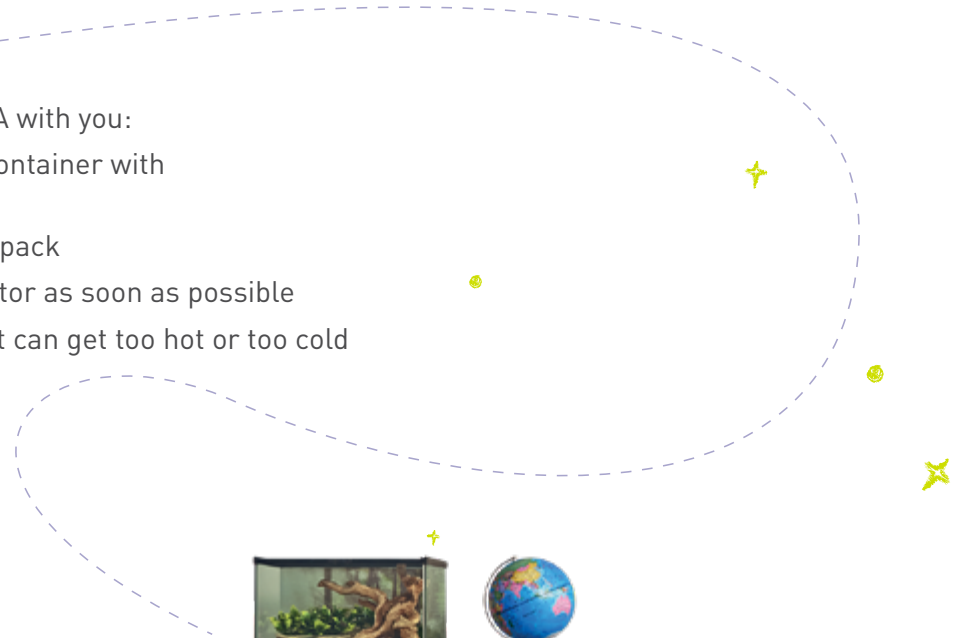 A with you:
ontainer with
pack
tor as soon as possible
t can get too hot or too cold